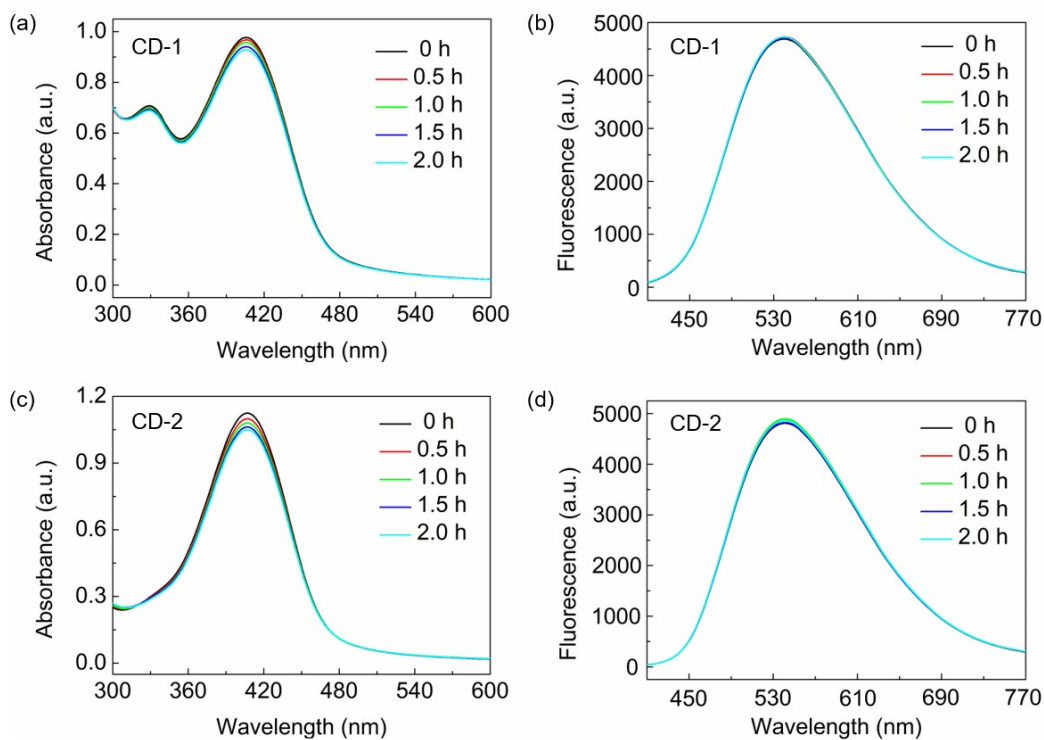 (a)
CD-1
0 h
0.5 h
1.0 h
1.5 h
2.0 h
1.0
0.8
0.6
0.4
0.2
0.0
Absorbance (a.u.)
300 360 420 480 540 600
Wavelength (nm)
(b)
CD-1
0 h
0.5 h
1.0 h
1.5 h
2.0 h
5000
4000
3000
2000
1000
0
Fluorescence (a.u.)
450 530 610 690 770
Wavelength (nm)
(c)
CD-2
0 h
0.5 h
1.0 h
1.5 h
2.0 h
1.2
0.9
0.6
0.3
0.0
Absorbance (a.u.)
300 360 420 480 540 600
Wavelength (nm)
(d)
CD-2
0 h
0.5 h
1.0 h
1.5 h
2.0 h
5000
4000
3000
2000
1000
0
Fluorescence (a.u.)
450 530 610 690 770
Wavelength (nm)